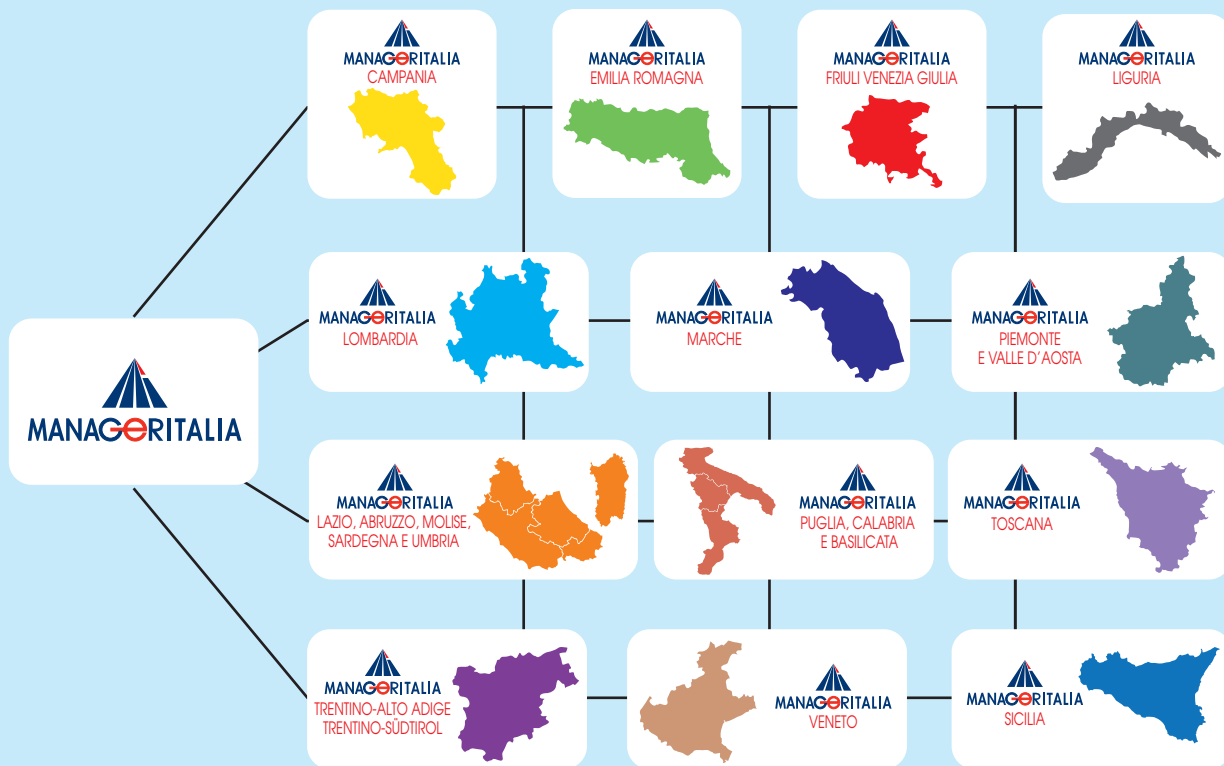 MANAGERITALIA
CAMPANIA
MANAGERITALIA
EMILIA ROMAGNA
MANAGERITALIA
FRIULI VENEZIA GIULIA
MANAGERITALIA
LIGURIA
MANAGERITALIA
LOMBARDIA
MANAGERITALIA
MARCHE
MANAGERITALIA
PIEMONTE
E VALLE D'AOSTA
MANAGERITALIA
MANAGERITALIA
LAZIO, ABRUZZO, MOLISE,
SARDEGNA E UMBRIA
MANAGERITALIA
PUGLIA, CALABRIA
E BASILICATA
MANAGERITALIA
TOSCANA
MANAGERITALIA
TRENTINO-ALTO ADIGE
TRENTINO-SÜDTIROL
MANAGERITALIA
VENETO
MANAGERITALIA
SICILIA